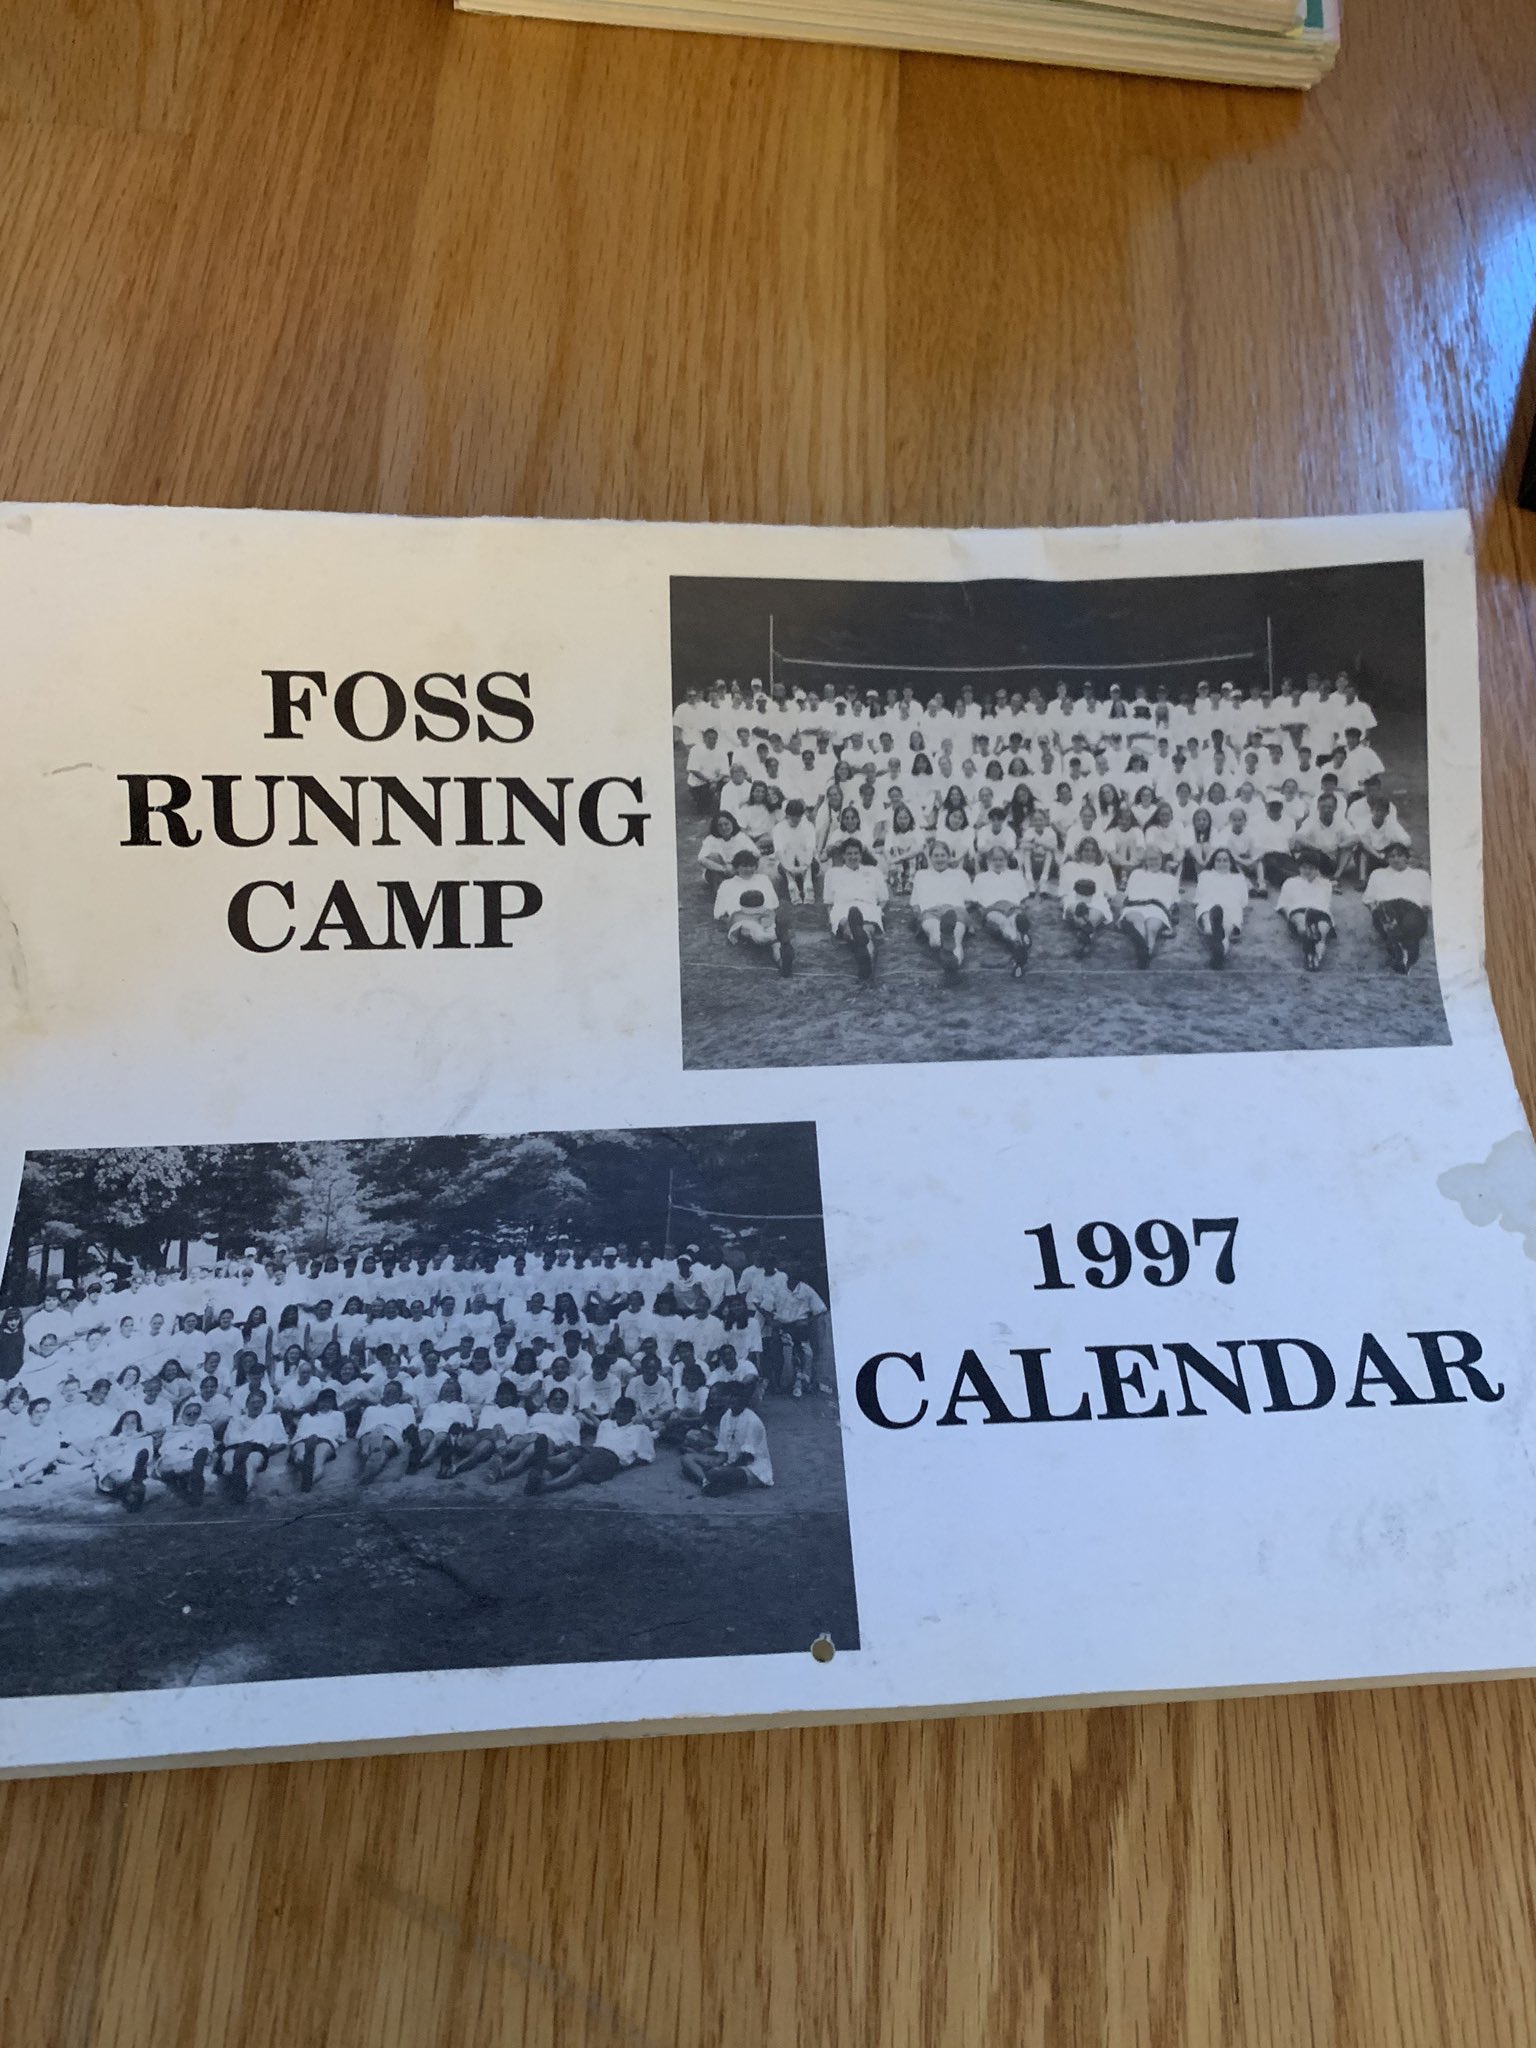 FOSS
RUNNING
CAMP
1997
CALENDAR